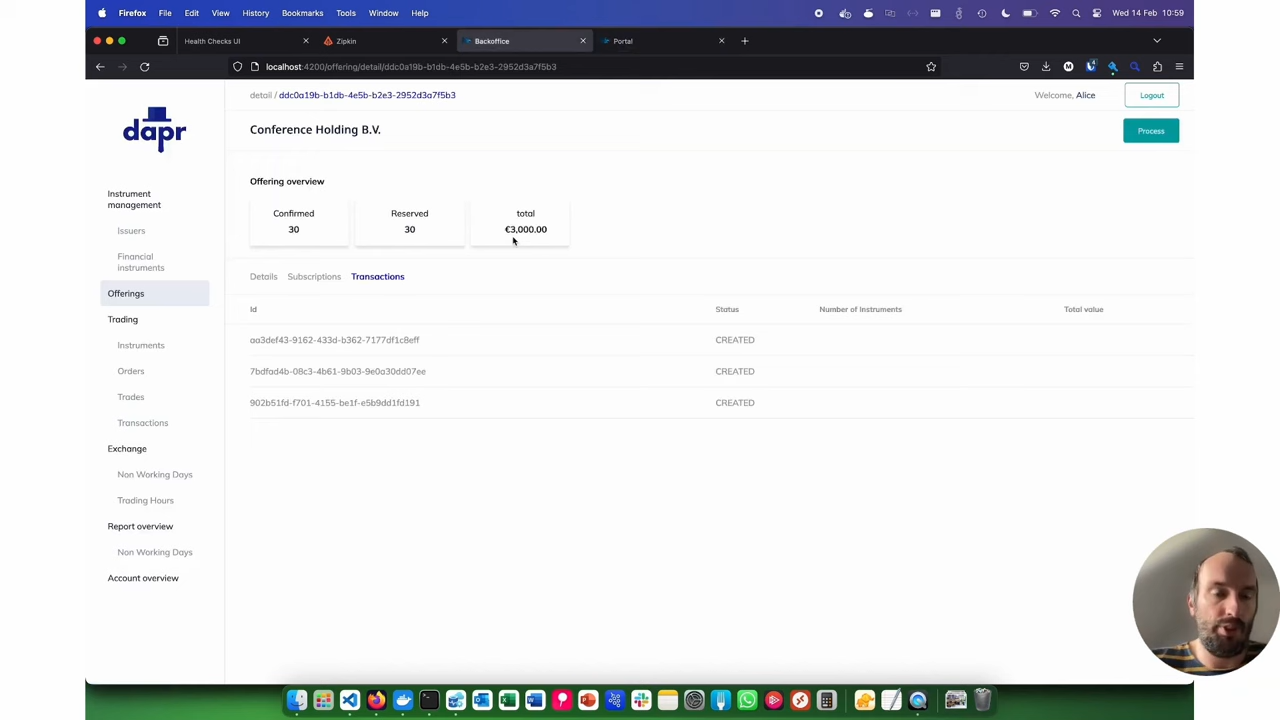 Firefox File Edit View History Bookmarks Tools Window Help Wed 14 Feb 10:59
Health Checks UI Zipkin Backoffice Portal
localhost:4200/offering/detail/ddc0a19b-b1db-4e5b-b2e3-2952d3a7f5b3
detail / ddc0a19b-b1db-4e5b-b2e3-2952d3a7f5b3 Welcome, Alice Logout
dapr
Conference Holding B.V. Process
Offering overview
Confirmed Reserved total
30 30 €3,000.00
Details Subscriptions Transactions
Id Status Number of Instruments Total value
aa3def43-9162-433d-b362-7177df1c8eff CREATED
7bdfad4b-08c3-4b61-9b03-9e0a30dd07ee CREATED
902b51fd-f701-4155-be1f-e5b9dd1fd191 CREATED
Instrument
management
Issuers
Financial
instruments
Offerings
Trading
Instruments
Orders
Trades
Transactions
Exchange
Non Working Days
Trading Hours
Report overview
Non Working Days
Account overview